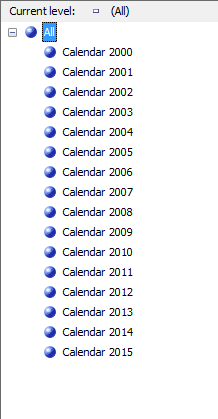 Current level: (All)
All
Calendar 2000
Calendar 2001
Calendar 2002
Calendar 2003
Calendar 2004
Calendar 2005
Calendar 2006
Calendar 2007
Calendar 2008
Calendar 2009
Calendar 2010
Calendar 2011
Calendar 2012
Calendar 2013
Calendar 2014
Calendar 2015